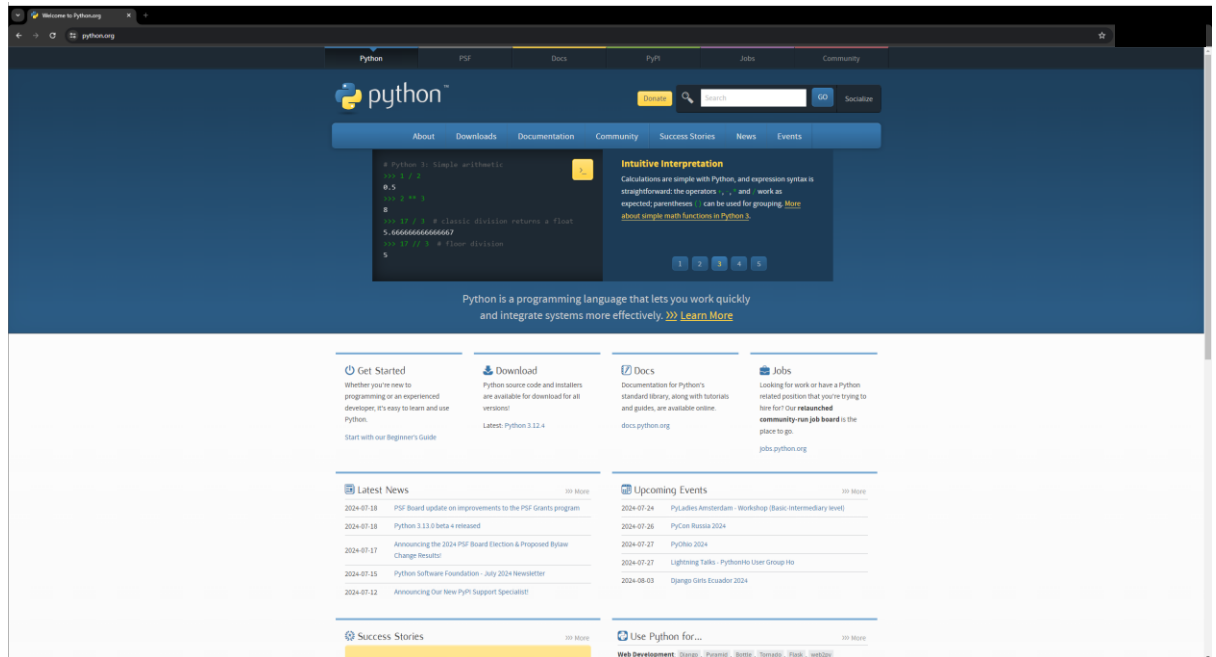 Welcome to Python.org
python.org
Python PSF Docs PyPI Jobs Community
python™
Donate Search GO Socialize
About Downloads Documentation Community Success Stories News Events
# Python 3: Simple arithmetic
>>> 1 / 2
0.5
>>> 2 ** 3
8
>>> 17 / 3 # classic division returns a float
5.666666666666667
>>> 17 // 3 # floor division
5
>_
Intuitive Interpretation
Calculations are simple with Python, and expression syntax is
straightforward: the operators +, -, * and / work as
expected; parentheses () can be used for grouping. More
about simple math functions in Python 3.
1 2 3 4 5
Python is a programming language that lets you work quickly
and integrate systems more effectively. >>> Learn More
Get Started
Whether you're new to
programming or an experienced
developer, it's easy to learn and use
Python.
Start with our Beginner's Guide
Download
Python source code and installers
are available for download for all
versions!
Latest: Python 3.12.4
Docs
Documentation for Python's
standard library, along with tutorials
and guides, are available online.
docs.python.org
Jobs
Looking for work or have a Python
related position that you're trying to
hire for? Our relaunched
community-run job board is the
place to go.
jobs.python.org
Latest News >>> More
2024-07-18 PSF Board update on improvements to the PSF Grants program
2024-07-18 Python 3.13.0 beta 4 released
2024-07-17 Announcing the 2024 PSF Board Election & Proposed Bylaw
Change Results!
2024-07-15 Python Software Foundation - July 2024 Newsletter
2024-07-12 Announcing Our New PyPI Support Specialist!
Upcoming Events >>> More
2024-07-24 PyLadies Amsterdam - Workshop (Basic-Intermediary level)
2024-07-26 PyCon Russia 2024
2024-07-27 PyOhio 2024
2024-07-27 Lightning Talks - PythonHo User Group Ho
2024-08-03 Django Girls Ecuador 2024
Success Stories >>> More
Use Python for... >>> More
Web Development: Django, Pyramid, Bottle, Tornado, Flask, web2py